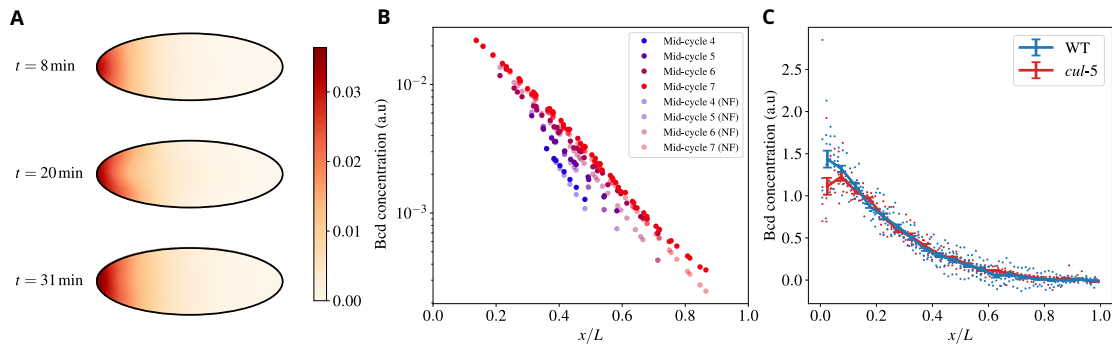 A
t = 8 min
t = 20 min
t = 31 min
0.03
0.02
0.01
0.00
B
Bcd concentration (a.u)
10⁻²
10⁻³
Mid-cycle 4
Mid-cycle 5
Mid-cycle 6
Mid-cycle 7
Mid-cycle 4 (NF)
Mid-cycle 5 (NF)
Mid-cycle 6 (NF)
Mid-cycle 7 (NF)
0.0 0.2 0.4 0.6 0.8 1.0
x/L
C
Bcd concentration (a.u)
2.5
2.0
1.5
1.0
0.5
0.0
WT
cul-5
0.0 0.2 0.4 0.6 0.8 1.0
x/L